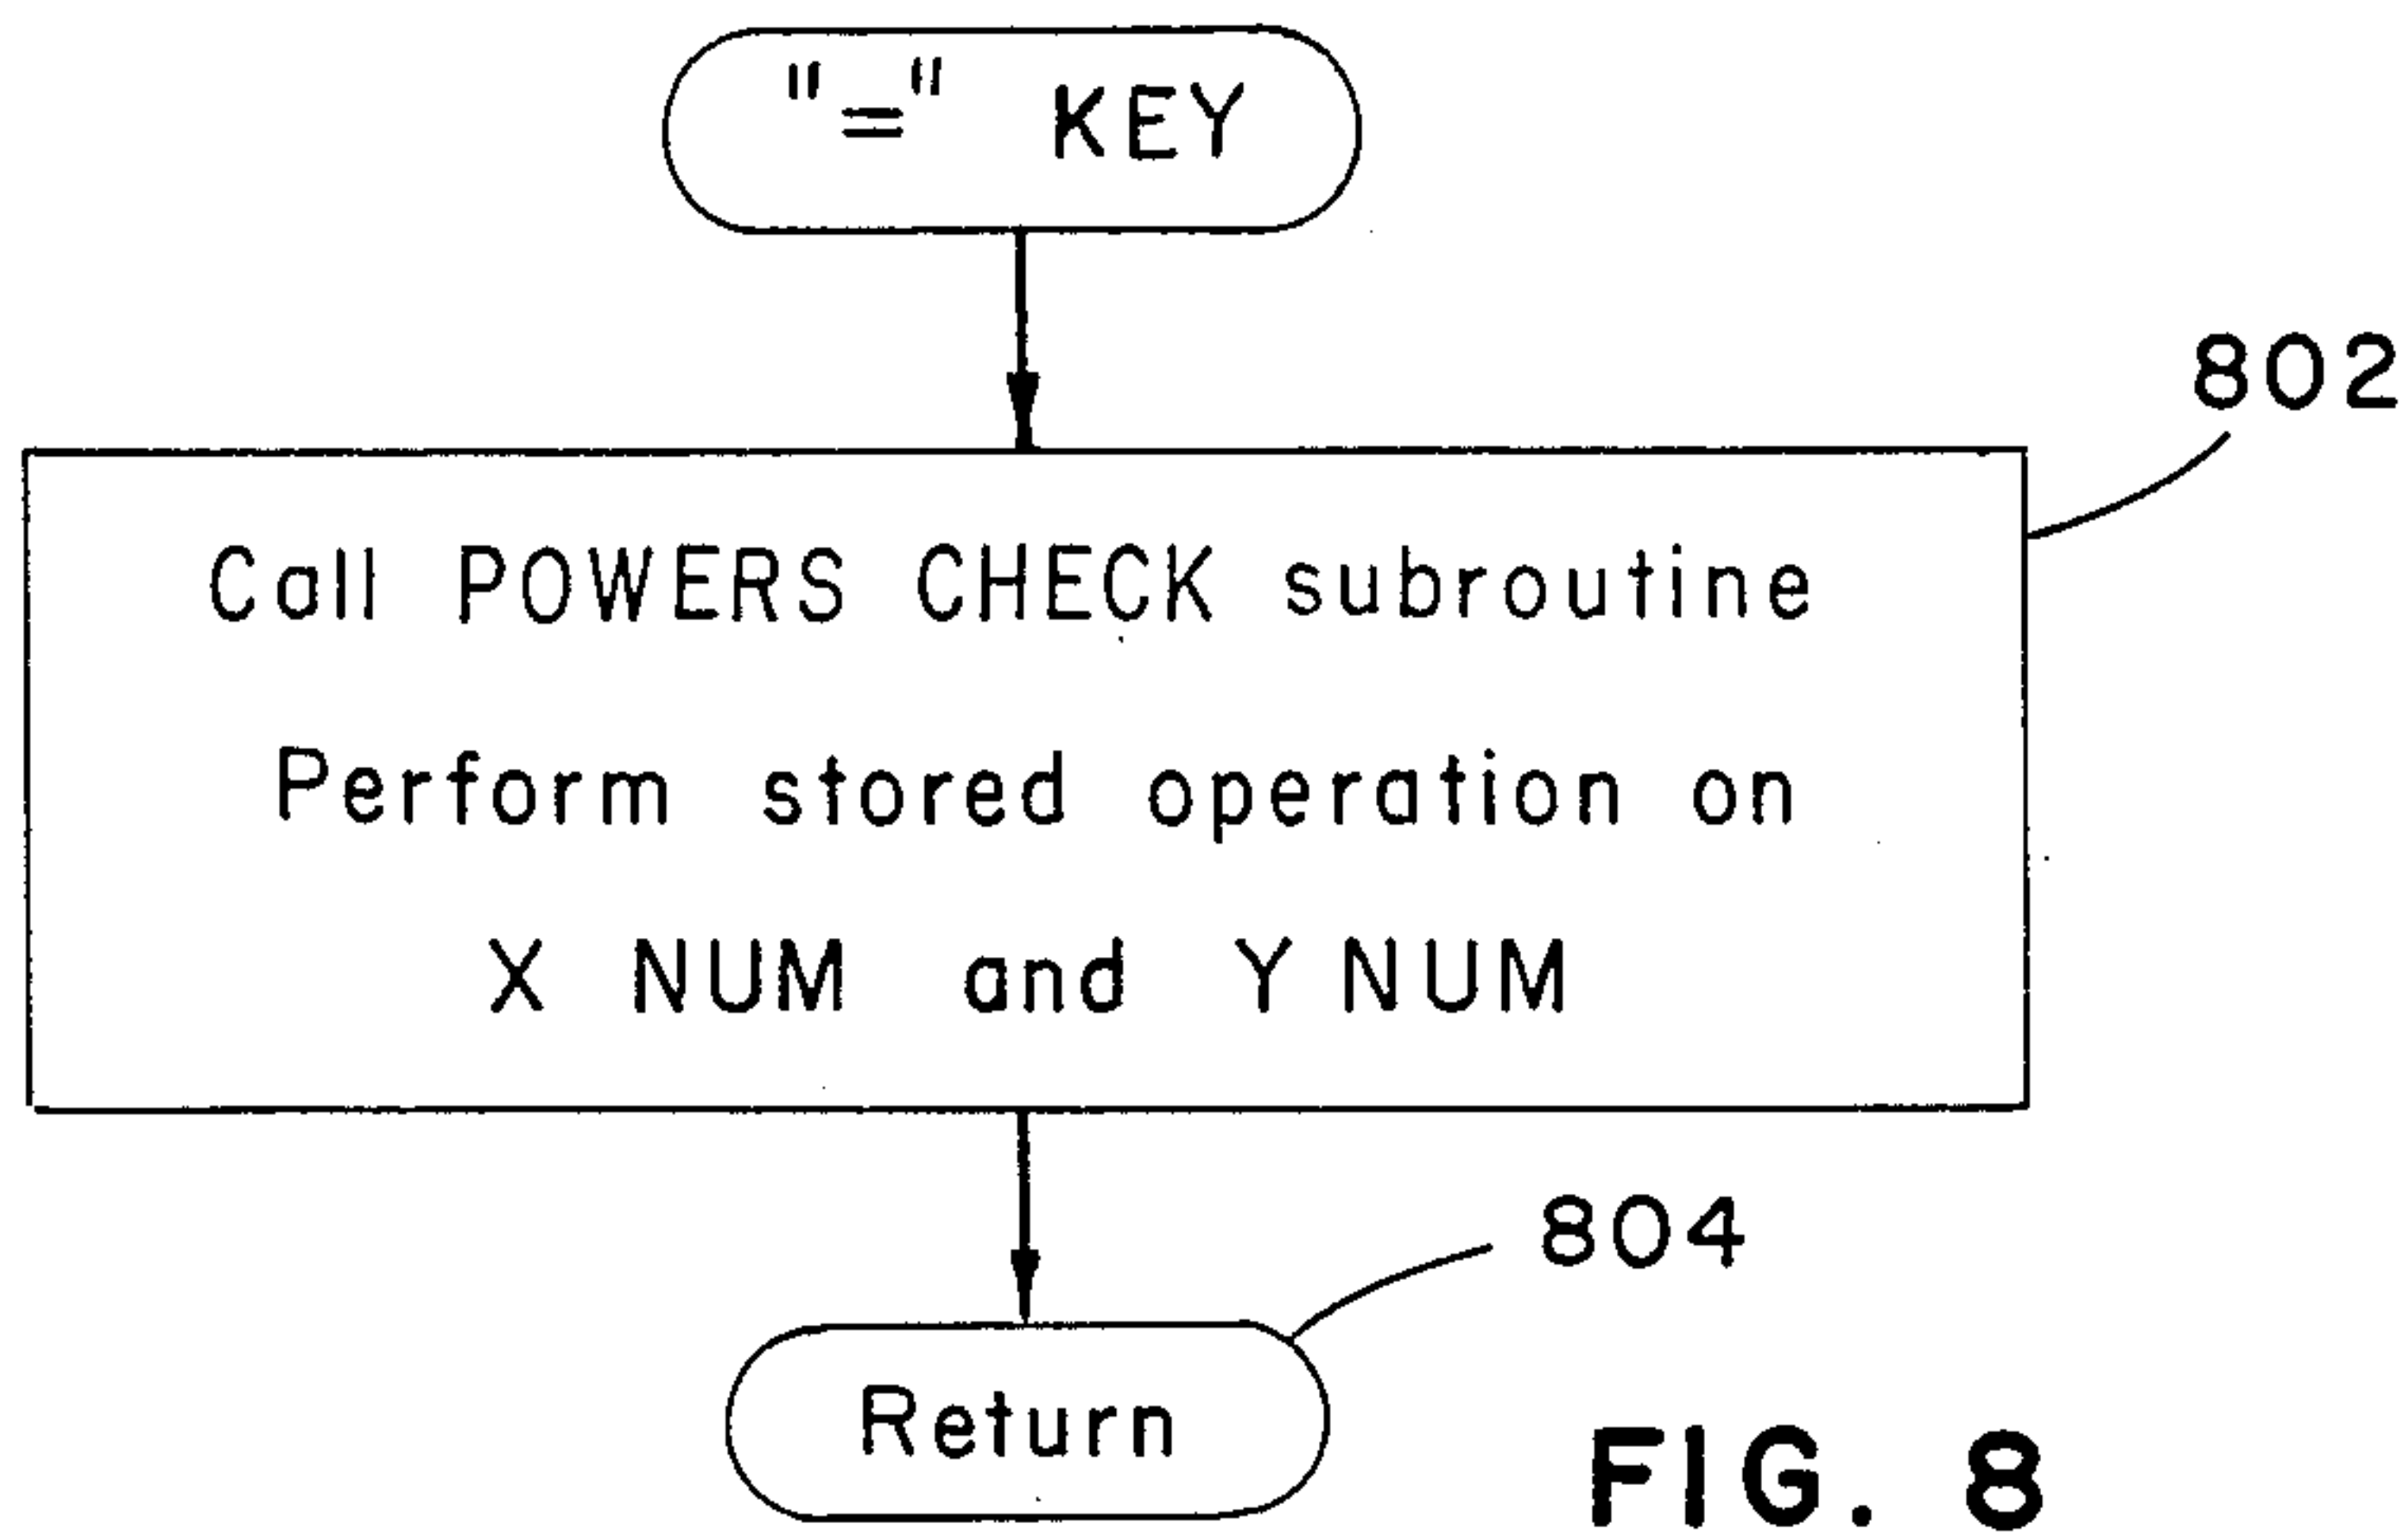 "=" KEY
802
Call POWERS CHECK subroutine
Perform stored operation on
X NUM and Y NUM
804
Return
FIG. 8